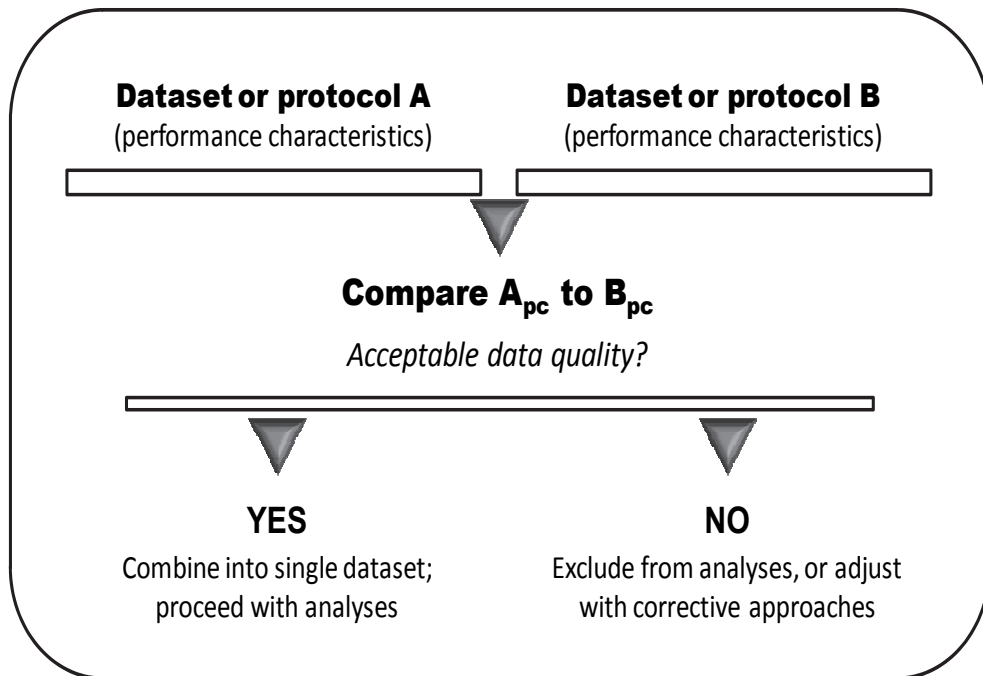 Dataset or protocol A
(performance characteristics)
Dataset or protocol B
(performance characteristics)
Compare Apc to Bpc
Acceptable data quality?
YES
Combine into single dataset;
proceed with analyses
NO
Exclude from analyses, or adjust
with corrective approaches